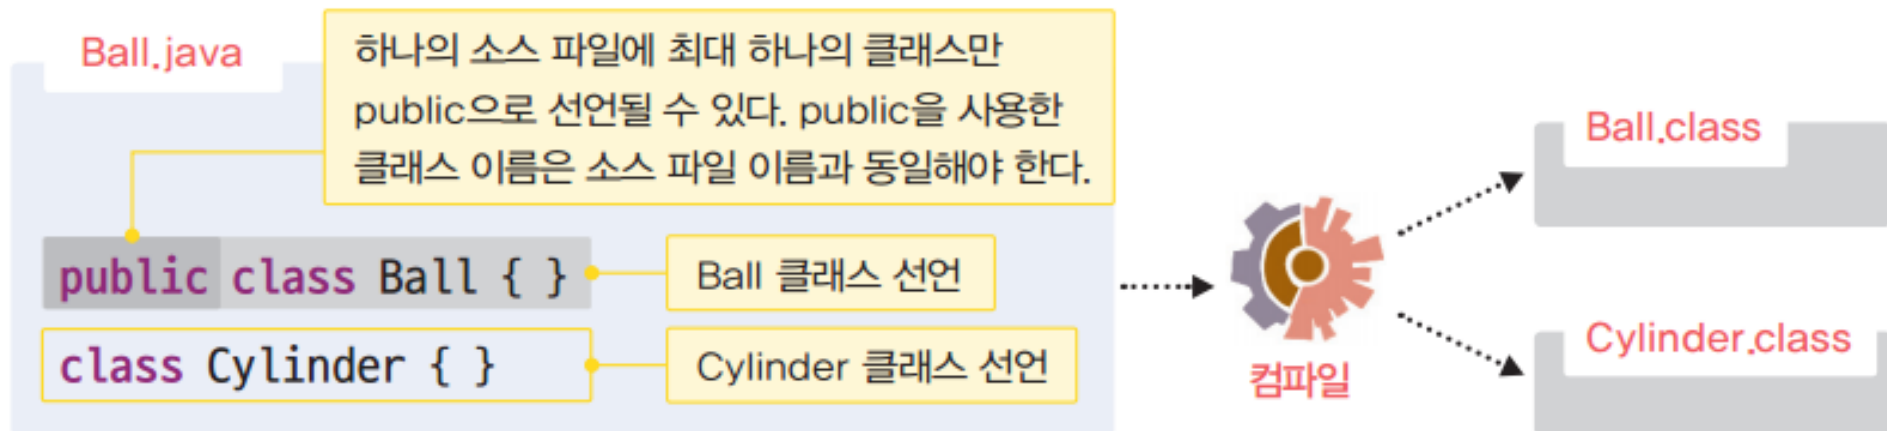 Ball.java
하나의 소스 파일에 최대 하나의 클래스만
public으로 선언될 수 있다. public을 사용한
클래스 이름은 소스 파일 이름과 동일해야 한다.
public class Ball { }
Ball 클래스 선언
class Cylinder { }
Cylinder 클래스 선언
컴파일
Ball.class
Cylinder.class